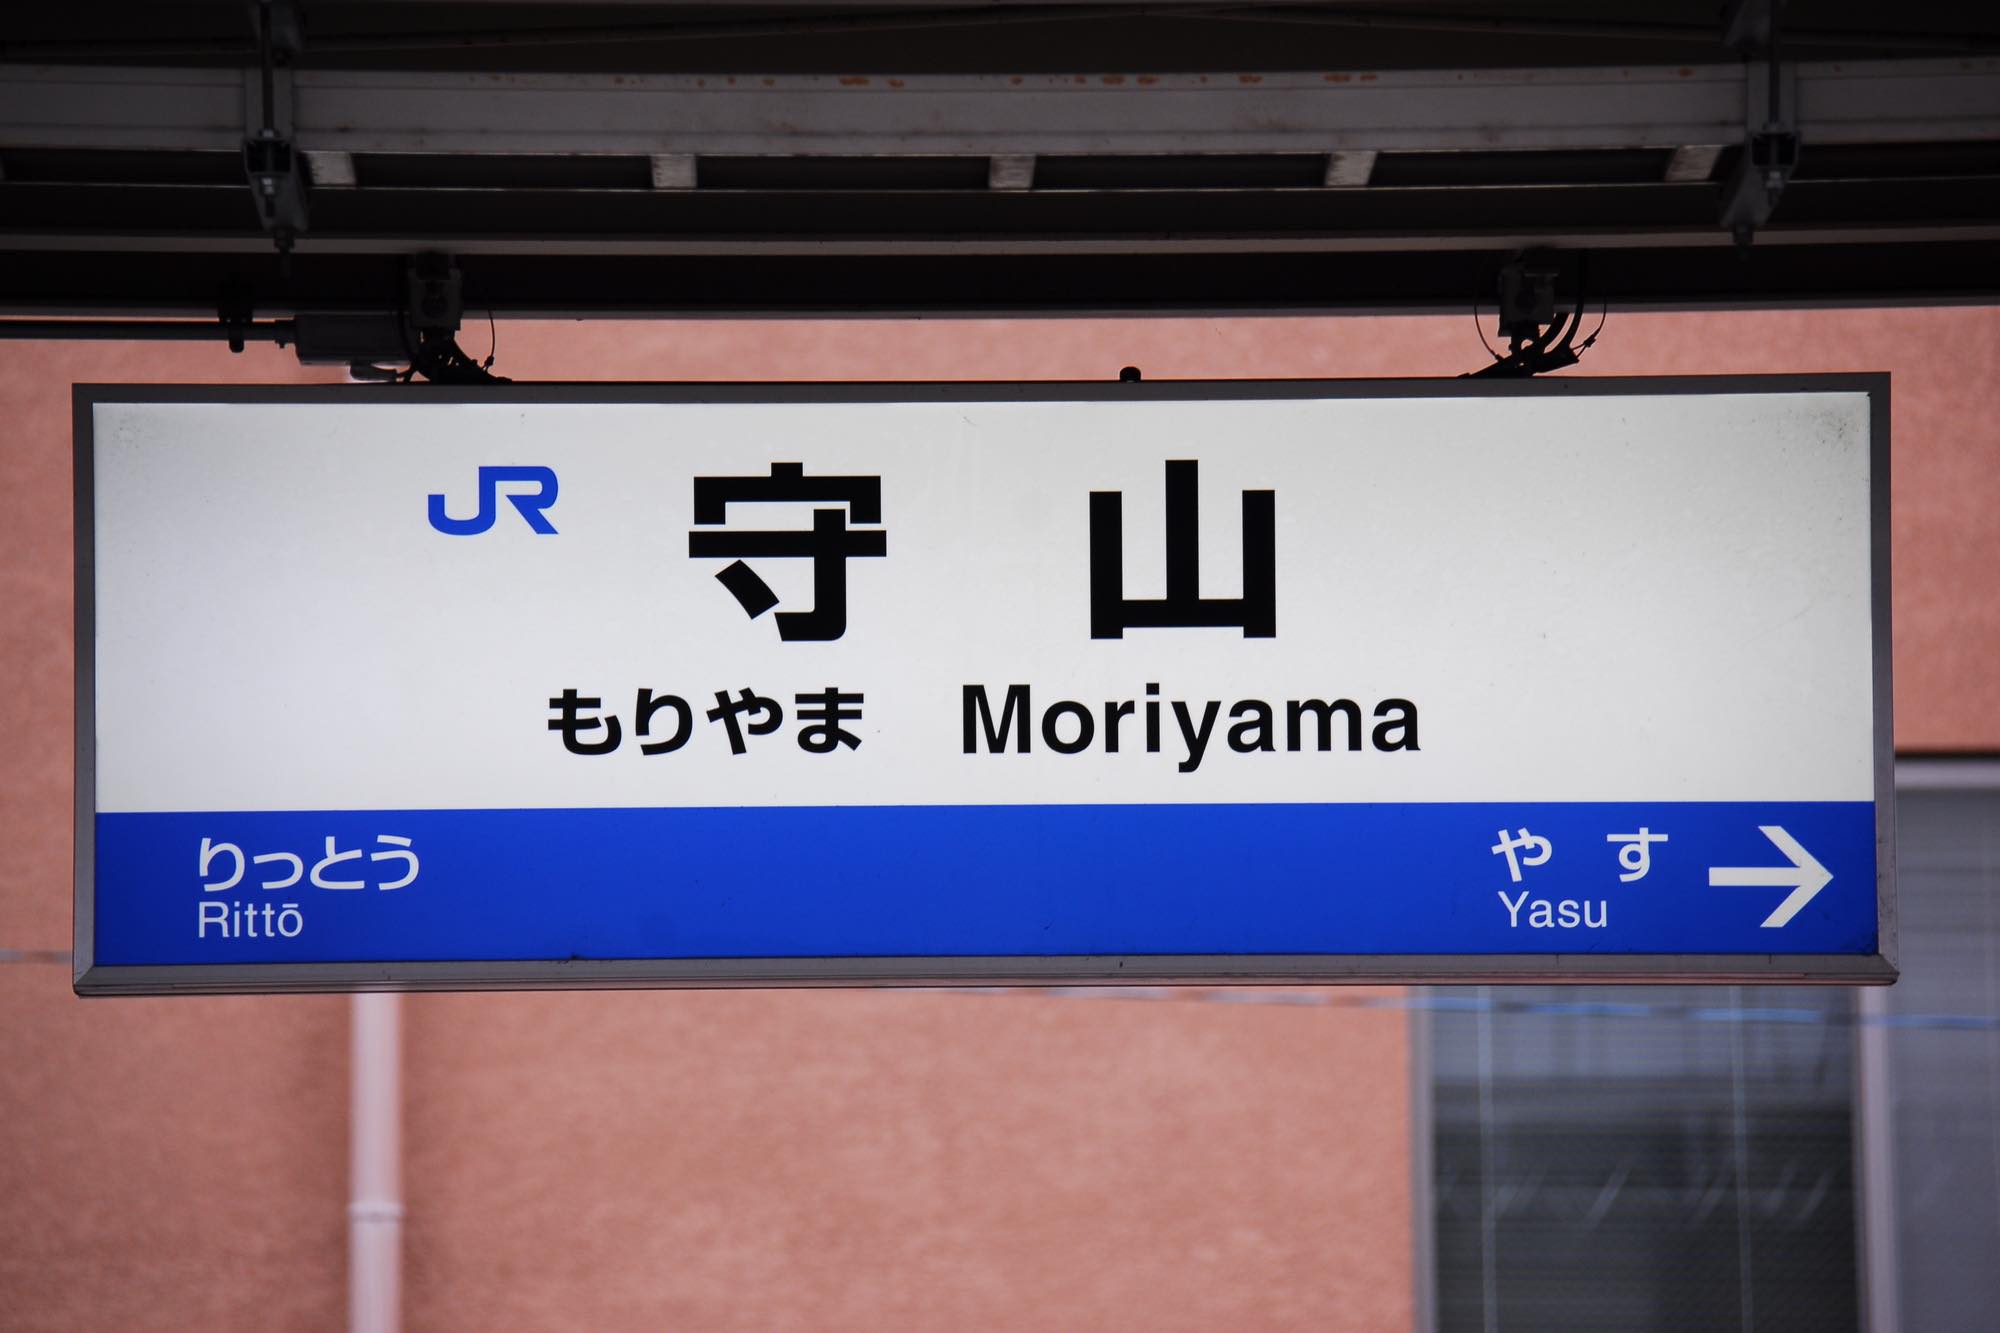 JR 守山
もりやま Moriyama
りっとう やす →
Rittō Yasu